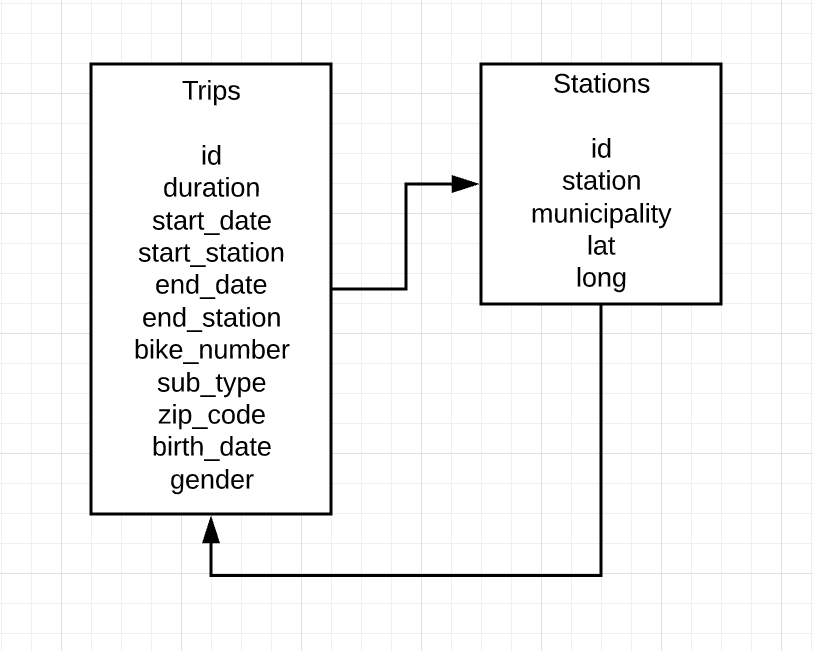 Trips
id
duration
start_date
start_station
end_date
end_station
bike_number
sub_type
zip_code
birth_date
gender
Stations
id
station
municipality
lat
long